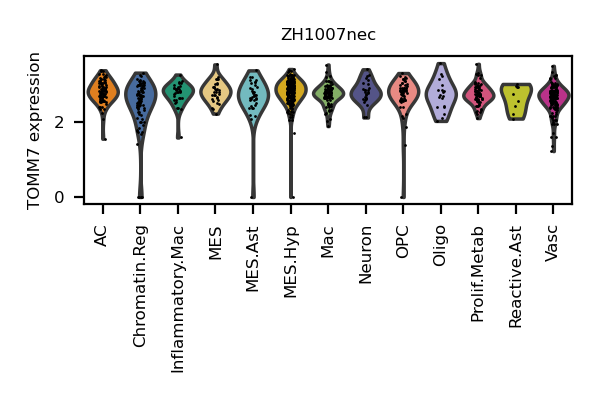 ZH1007nec
TOMM7 expression
2
0
AC
Chromatin.Reg
Inflammatory.Mac
MES
MES.Ast
MES.Hyp
Mac
Neuron
OPC
Oligo
Prolif.Metab
Reactive.Ast
Vasc